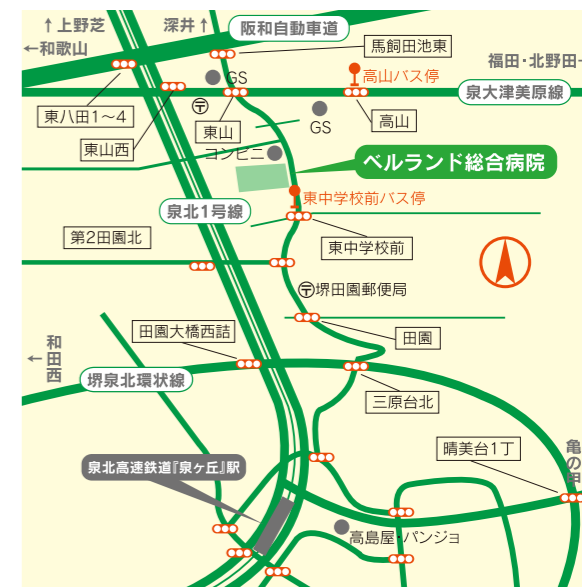 ↑上野芝
深井↑
阪和自動車道
馬飼田池東
←和歌山
高山バス停
福田・北野田→
GS
泉大津美原線
東八田1～4
〒
東山
高山
GS
東山西
コンビニ
ベルランド総合病院
東中学校前バス停
泉北1号線
第2田園北
東中学校前
〒堺田園郵便局
田園大橋西詰
田園
←和田西
堺泉北環状線
三原台北
晴美台1丁
亀の甲
泉北高速鉄道『泉ヶ丘』駅
高島屋・パンジョ